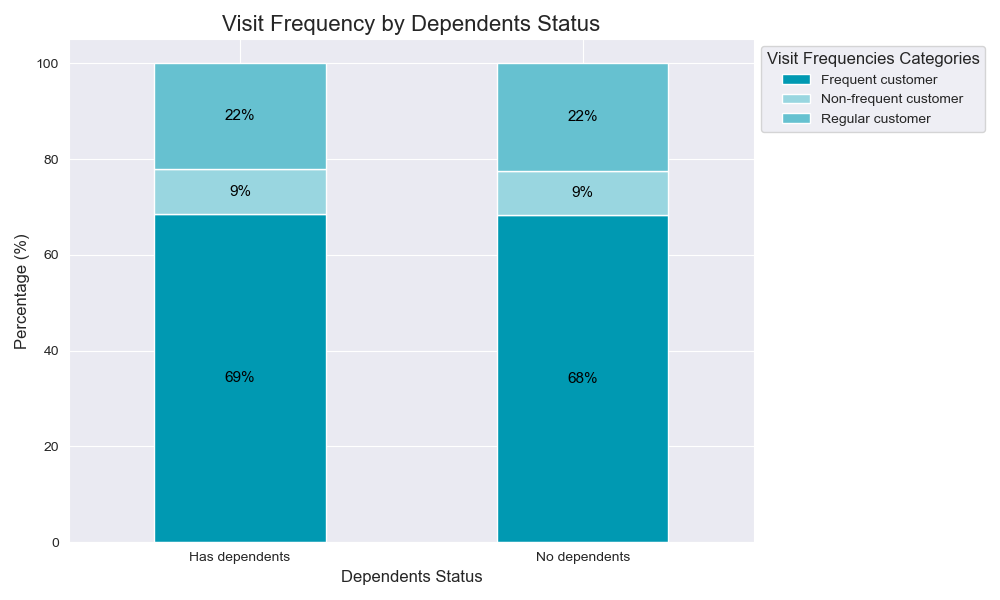 Visit Frequency by Dependents Status
Visit Frequencies Categories
Frequent customer
Non-frequent customer
Regular customer
Percentage (%)
100
80
60
40
20
0
22%
9%
69%
22%
9%
68%
Has dependents
No dependents
Dependents Status